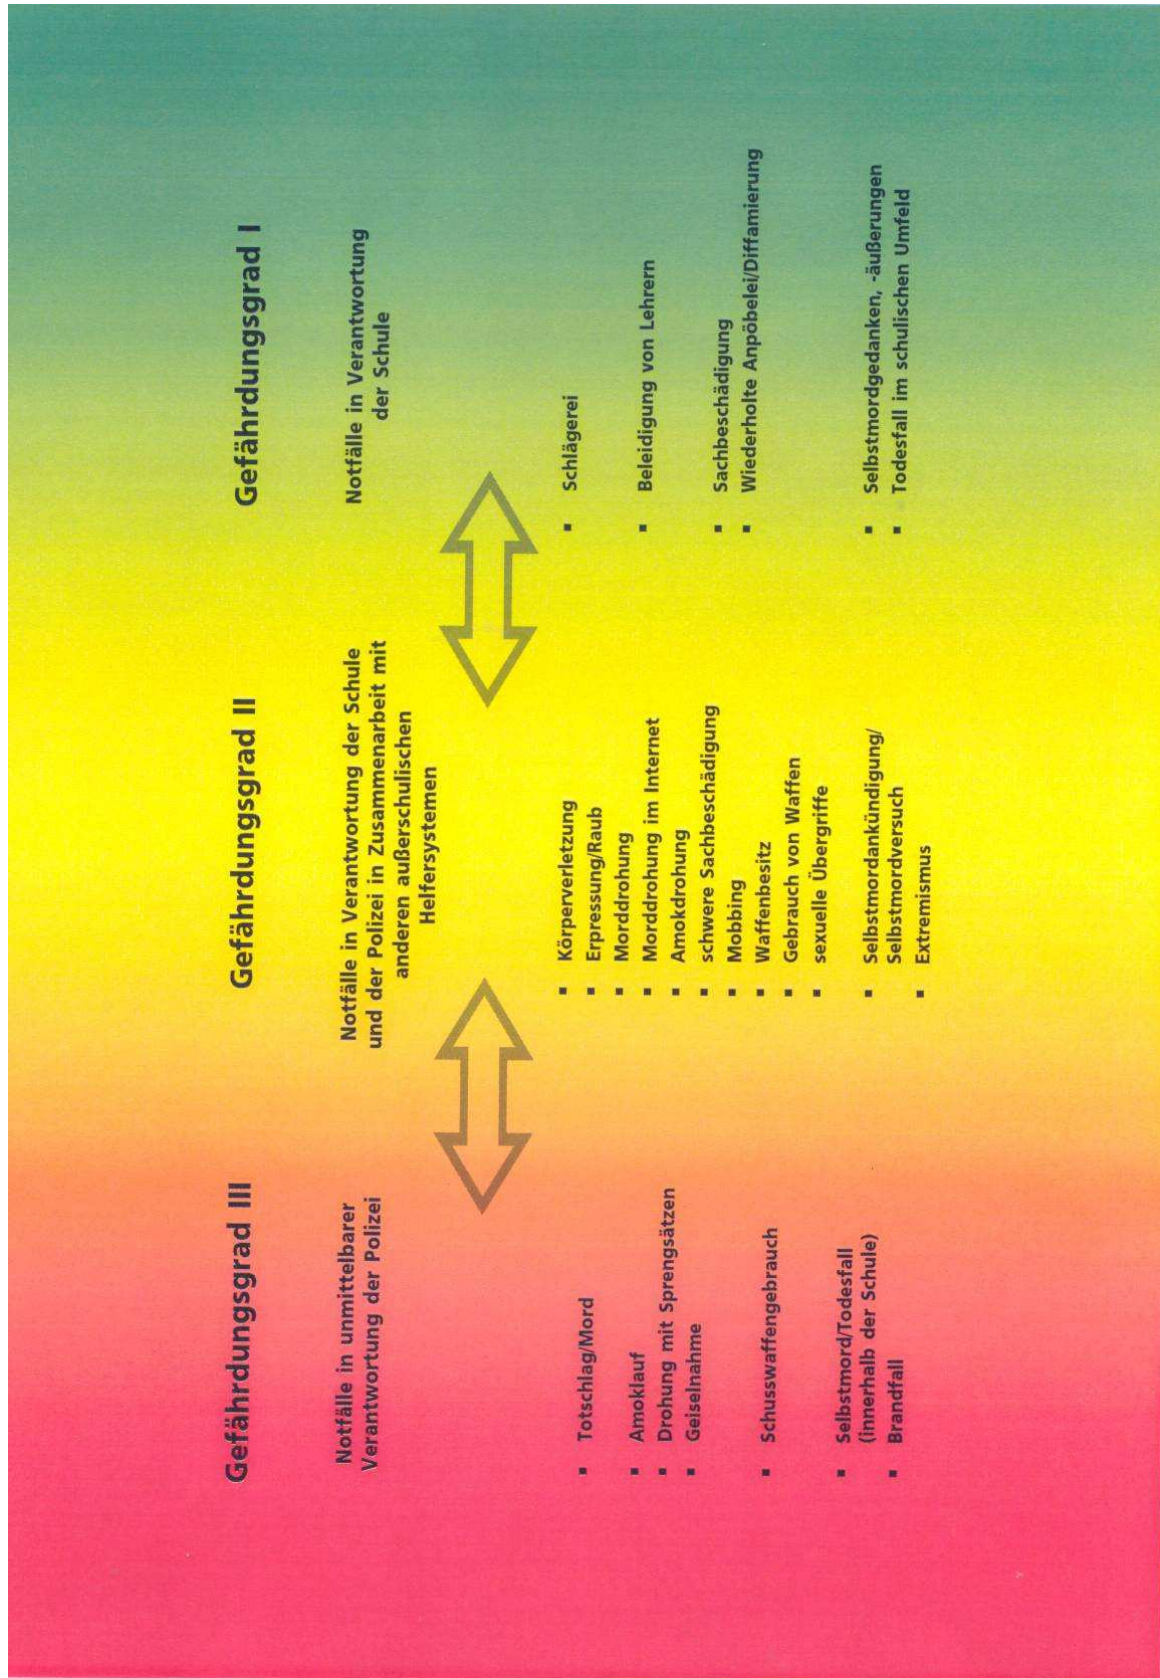 Gefährdungsgrad III
Notfälle in unmittelbarer
Verantwortung der Polizei
▪ Totschlag/Mord
▪ Amoklauf
▪ Drohung mit Sprengsätzen
▪ Geiselnahme
▪ Schusswaffengebrauch
▪ Selbstmord/Todesfall
(innerhalb der Schule)
▪ Brandfall
Gefährdungsgrad II
Notfälle in Verantwortung der Schule
und der Polizei in Zusammenarbeit mit
anderen außerschulischen
Helfersystemen
▪ Körperverletzung
▪ Erpressung/Raub
▪ Morddrohung
▪ Morddrohung im Internet
▪ Amokdrohung
▪ schwere Sachbeschädigung
▪ Mobbing
▪ Waffenbesitz
▪ Gebrauch von Waffen
▪ sexuelle Übergriffe
▪ Selbstmordankündigung/
Selbstmordversuch
▪ Extremismus
Gefährdungsgrad I
Notfälle in Verantwortung
der Schule
▪ Schlägerei
▪ Beleidigung von Lehrern
▪ Sachbeschädigung
▪ Wiederholte Anpöbelei/Diffamierung
▪ Selbstmordgedanken, -äußerungen
▪ Todesfall im schulischen Umfeld